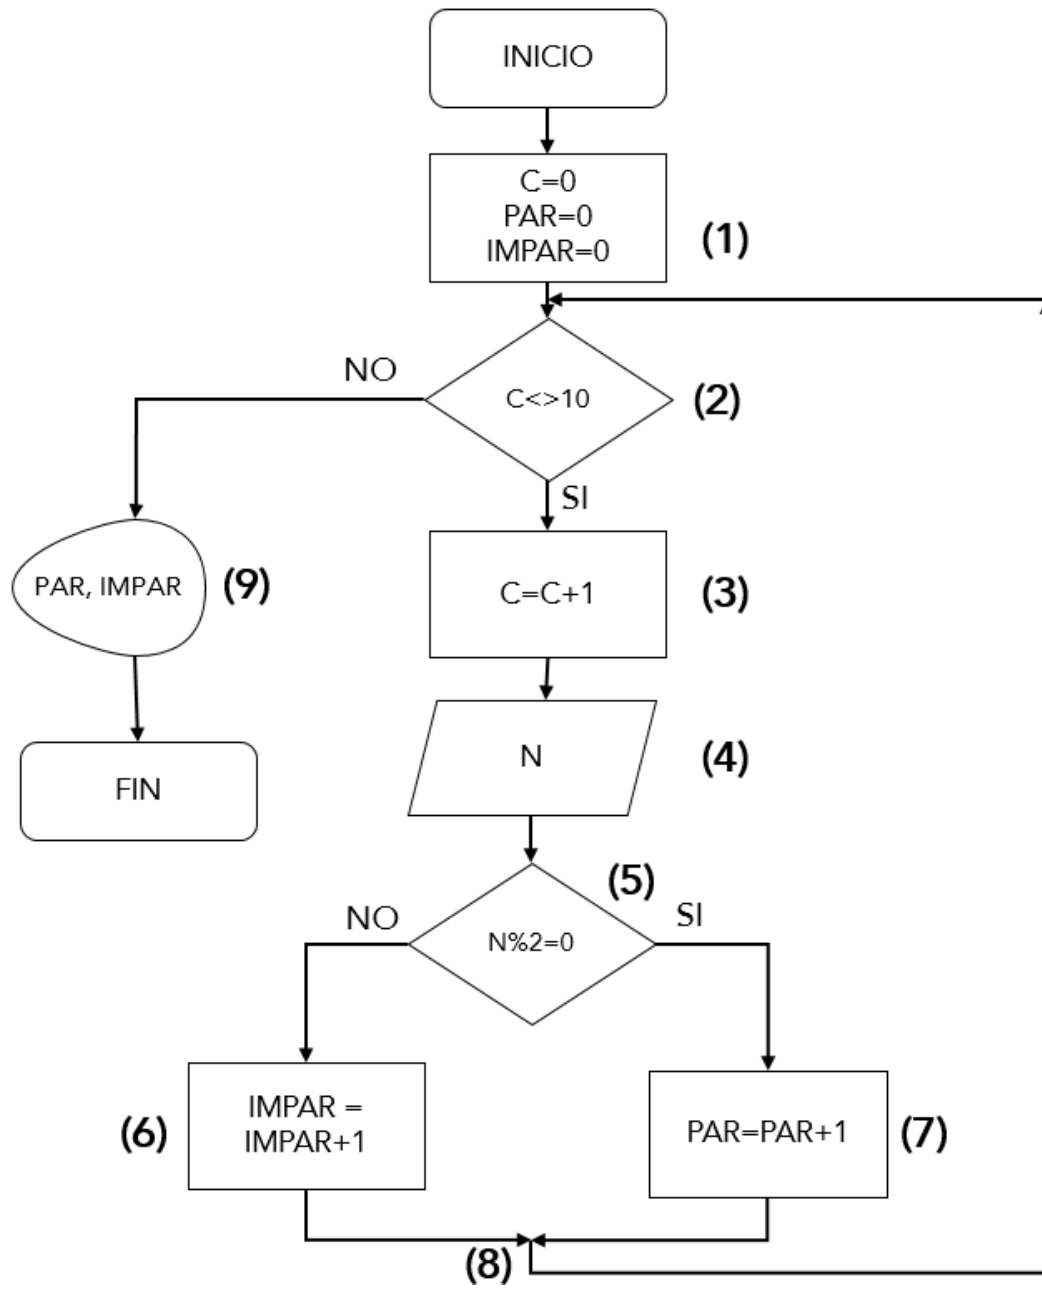 INICIO
C=0
PAR=0
IMPAR=0
(1)
NO
C<>10
(2)
SI
PAR, IMPAR
(9)
C=C+1
(3)
N
(4)
FIN
(5)
NO
N%2=0
SI
(6)
IMPAR =
IMPAR+1
PAR=PAR+1
(7)
(8)